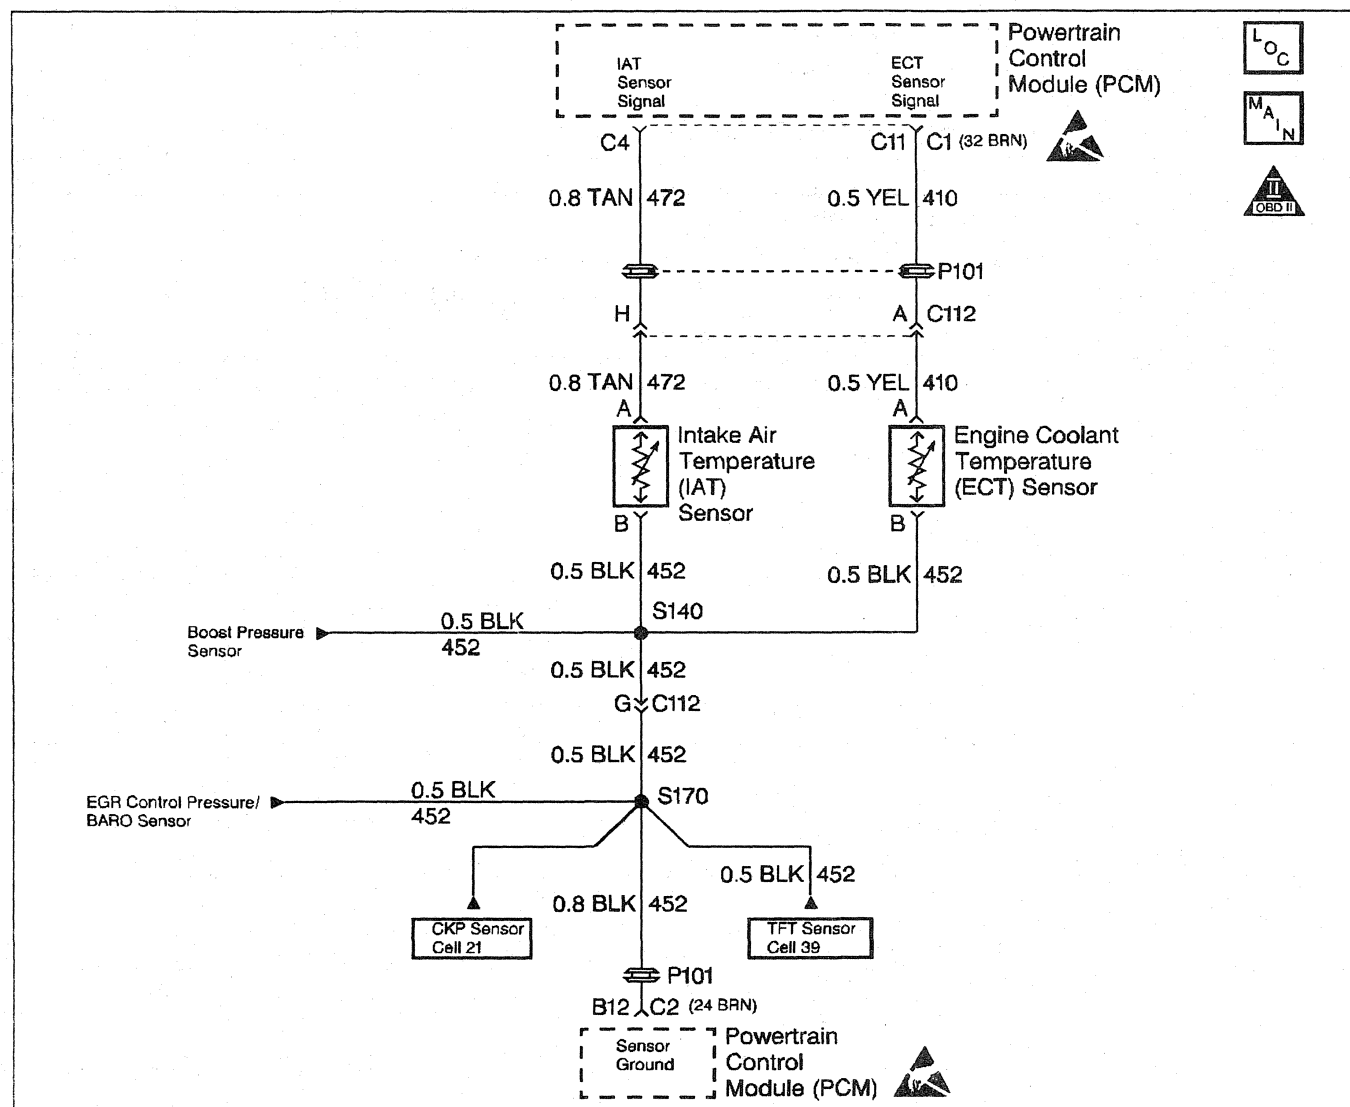 Powertrain
Control
Module (PCM)
IAT
Sensor
Signal
ECT
Sensor
Signal
LOC
MAIN
II
OBD II
C4
C11
C1 (32 BRN)
0.8 TAN 472
0.5 YEL 410
P101
H
A
C112
0.8 TAN 472
0.5 YEL 410
A
A
Intake Air
Temperature
(IAT)
Sensor
Engine Coolant
Temperature
(ECT) Sensor
B
B
0.5 BLK 452
0.5 BLK 452
S140
Boost Pressure
Sensor
0.5 BLK
452
0.5 BLK 452
G C112
0.5 BLK 452
EGR Control Pressure/
BARO Sensor
0.5 BLK
452
S170
0.5 BLK 452
0.8 BLK 452
CKP Sensor
Cell 21
TFT Sensor
Cell 39
P101
B12 C2 (24 BRN)
Sensor
Ground
Powertrain
Control
Module (PCM)